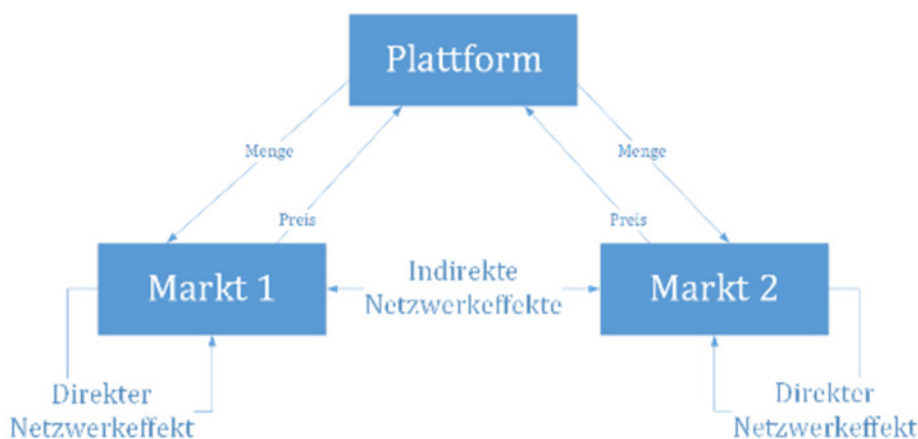 Plattform
Menge
Menge
Preis
Preis
Markt 1
Indirekte
Netzwerkeffekte
Markt 2
Direkter
Netzwerkeffekt
Direkter
Netzwerkeffekt